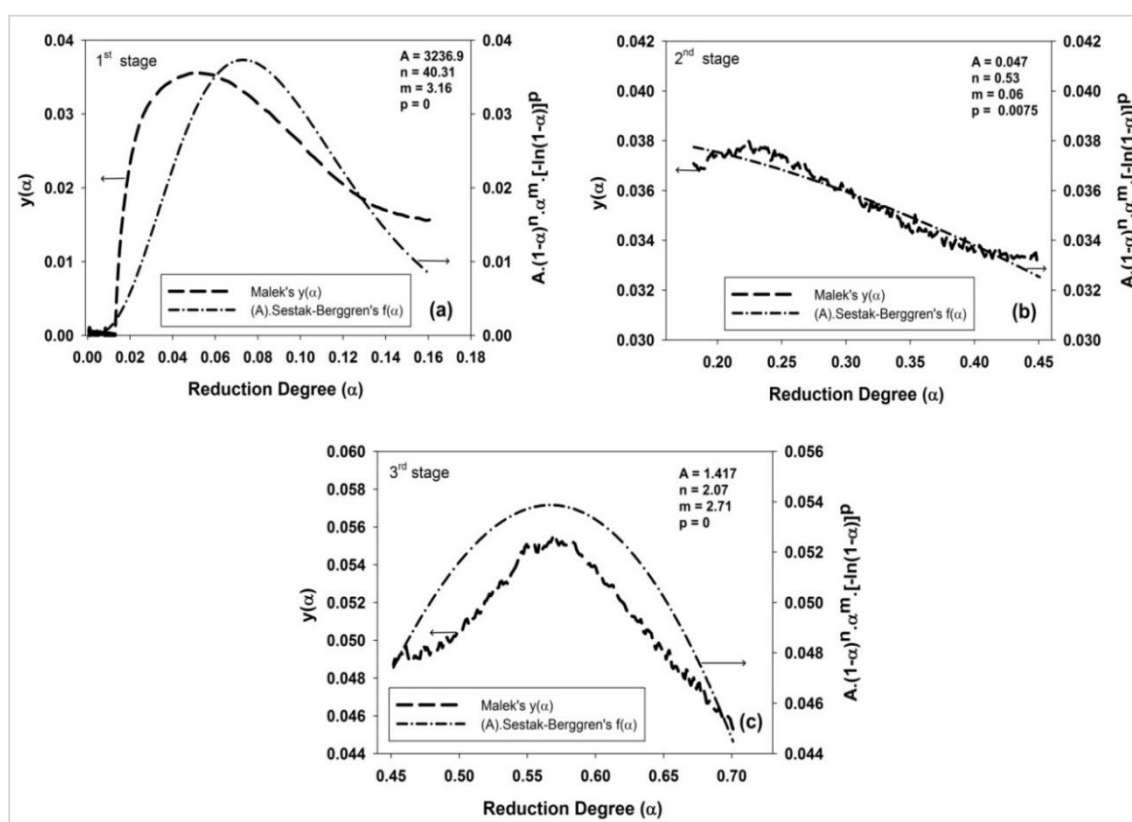 1st stage
A = 3236.9
n = 40.31
m = 3.16
p = 0
0.04
0.03
0.02
0.01
0.00
y(α)
0.04
0.03
0.02
0.01
0.00
A.(1-α)n.αm.[-ln(1-α)]p
Malek's y(α)
(A).Sestak-Berggren's f(α)
(a)
0.00 0.02 0.04 0.06 0.08 0.10 0.12 0.14 0.16 0.18
Reduction Degree (α)
2nd stage
A = 0.047
n = 0.53
m = 0.06
p = 0.0075
0.042
0.040
0.038
0.036
0.034
0.032
0.030
y(α)
0.042
0.040
0.038
0.036
0.034
0.032
0.030
A.(1-α)n.αm.[-ln(1-α)]p
Malek's y(α)
(A).Sestak-Berggren's f(α)
(b)
0.20 0.25 0.30 0.35 0.40 0.45
Reduction Degree (α)
3rd stage
A = 1.417
n = 2.07
m = 2.71
p = 0
0.060
0.058
0.056
0.054
0.052
0.050
0.048
0.046
0.044
y(α)
0.056
0.054
0.052
0.050
0.048
0.046
0.044
A.(1-α)n.αm.[-ln(1-α)]p
Malek's y(α)
(A).Sestak-Berggren's f(α)
(c)
0.45 0.50 0.55 0.60 0.65 0.70
Reduction Degree (α)